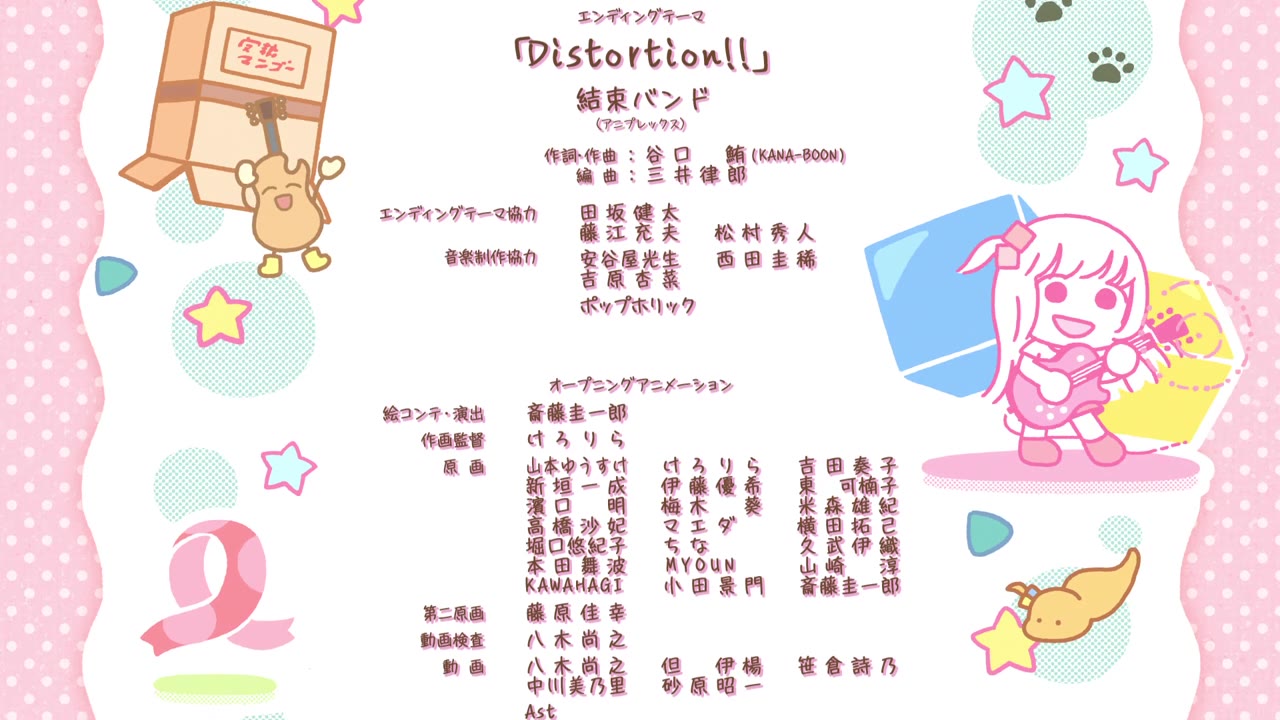 完熟
マンゴー
エンディングテーマ
「Distortion!!」
結束バンド
(アニプレックス)
作詞・作曲：谷口 鮪(KANA-BOON)
編曲：三井律郎
エンディングテーマ協力 田坂健太
藤江充夫 松村秀人
音楽制作協力 安谷屋光生 西田圭稀
吉原杏菜
ポップホリック
オープニングアニメーション
絵コンテ・演出 斎藤圭一郎
作画監督 けろりら
原画 山本ゆうすけ けろりら 吉田奏子
新垣一成 伊藤優希 東 可楠子
濱口 明 梅木 葵 米森雄紀
高橋沙妃 マエダ 横田拓己
堀口悠紀子 ちな 久武伊織
本田舞波 MYOUN 山崎 淳
KAWAHAGI 小田景門 斎藤圭一郎
第二原画 藤原佳幸
動画検査 八木尚之
動画 八木尚之 但 伊楊 笹倉詩乃
中川美乃里 砂原昭一
Ast